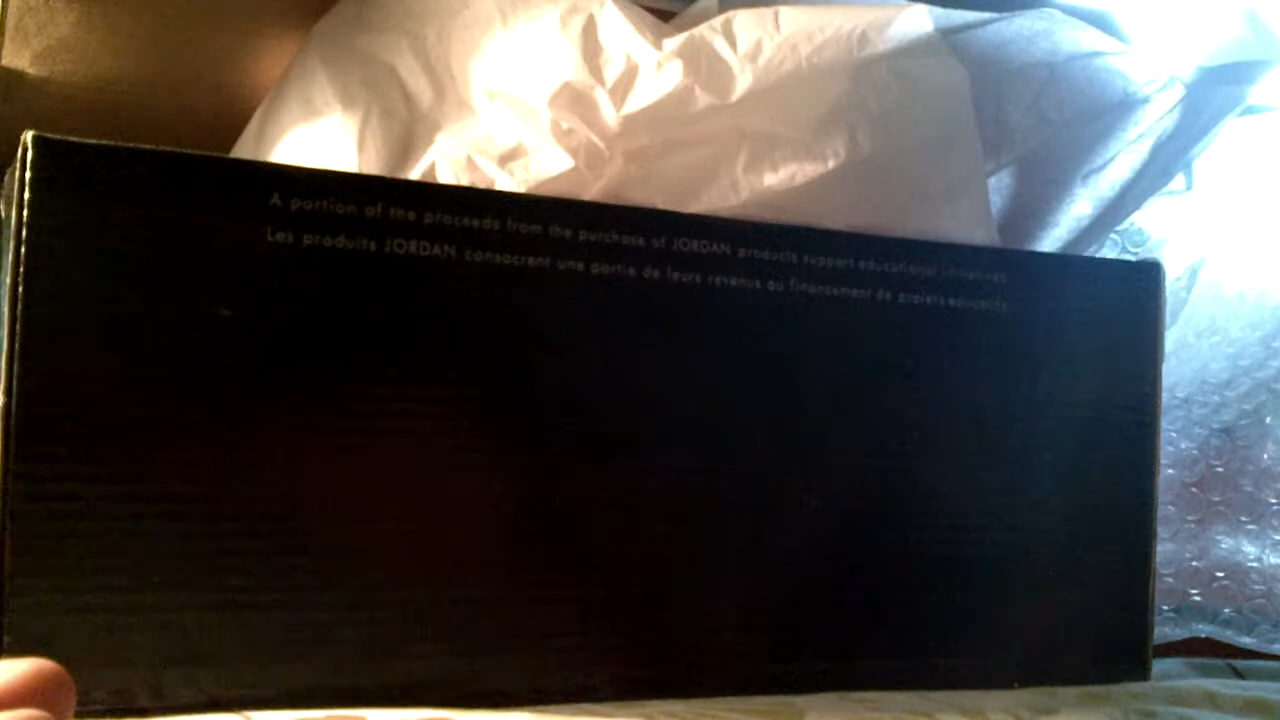 A portion of the proceeds from the purchase of JORDAN products support educational initiatives
Les produits JORDAN consacrent une partie de leurs revenus au financement de projets éducatifs